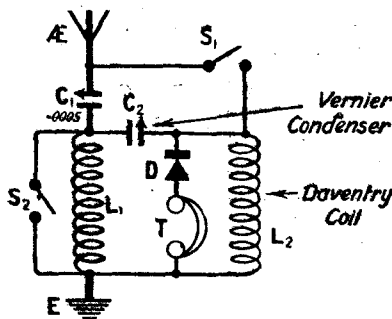 Æ
S₁
C₁
.0005
C₂
Vernier
Condenser
D
S₂
L₁
T
Daventry
Coil
L₂
E